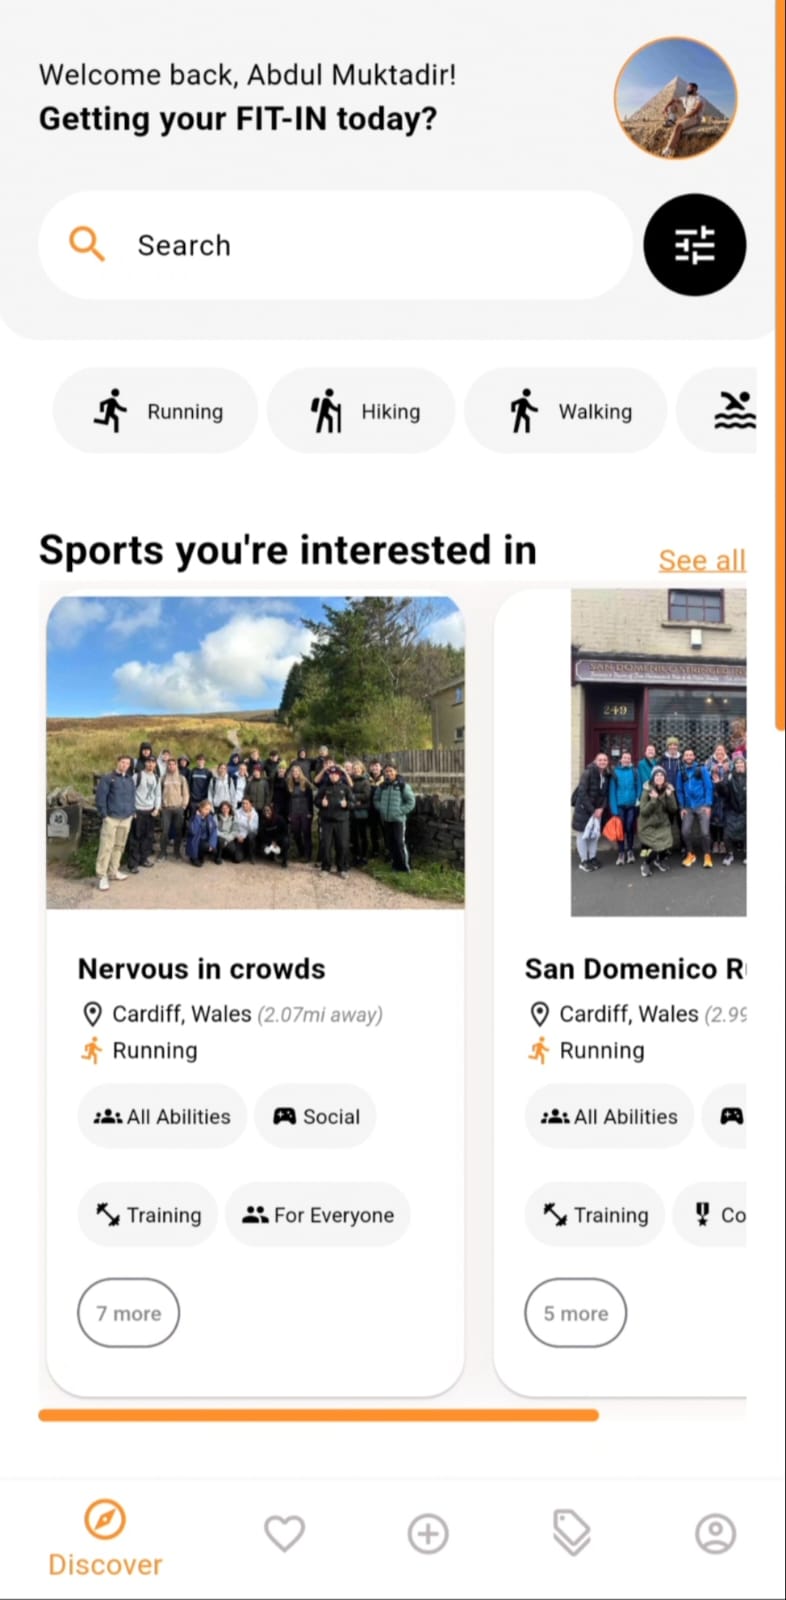 Welcome back, Abdul Muktadir!
Getting your FIT-IN today?
Search
Running
Hiking
Walking
Sports you're interested in
See all
249
Nervous in crowds
San Domenico R
Cardiff, Wales (2.07mi away)
Cardiff, Wales (2.99
Running
Running
All Abilities
Social
All Abilities
Training
For Everyone
Training
Co
7 more
5 more
Discover